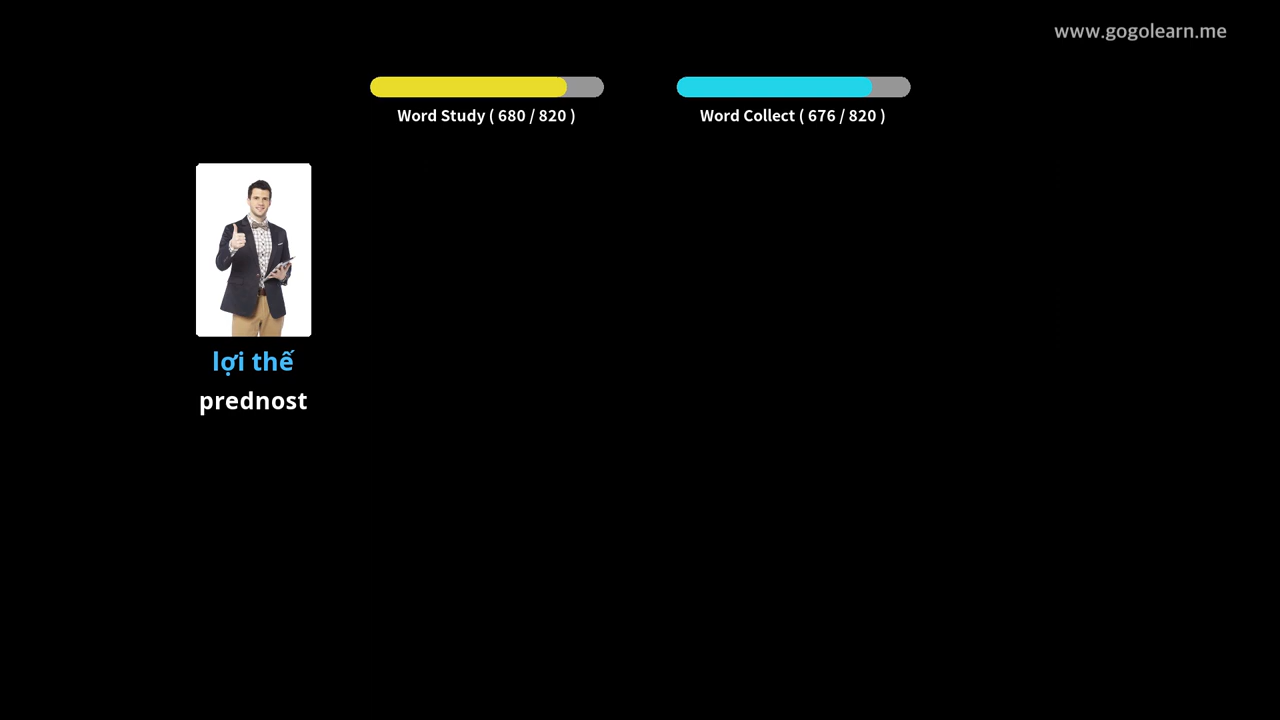 www.gogolearn.me
Word Study ( 680 / 820 )
Word Collect ( 676 / 820 )
lợi thế
prednost